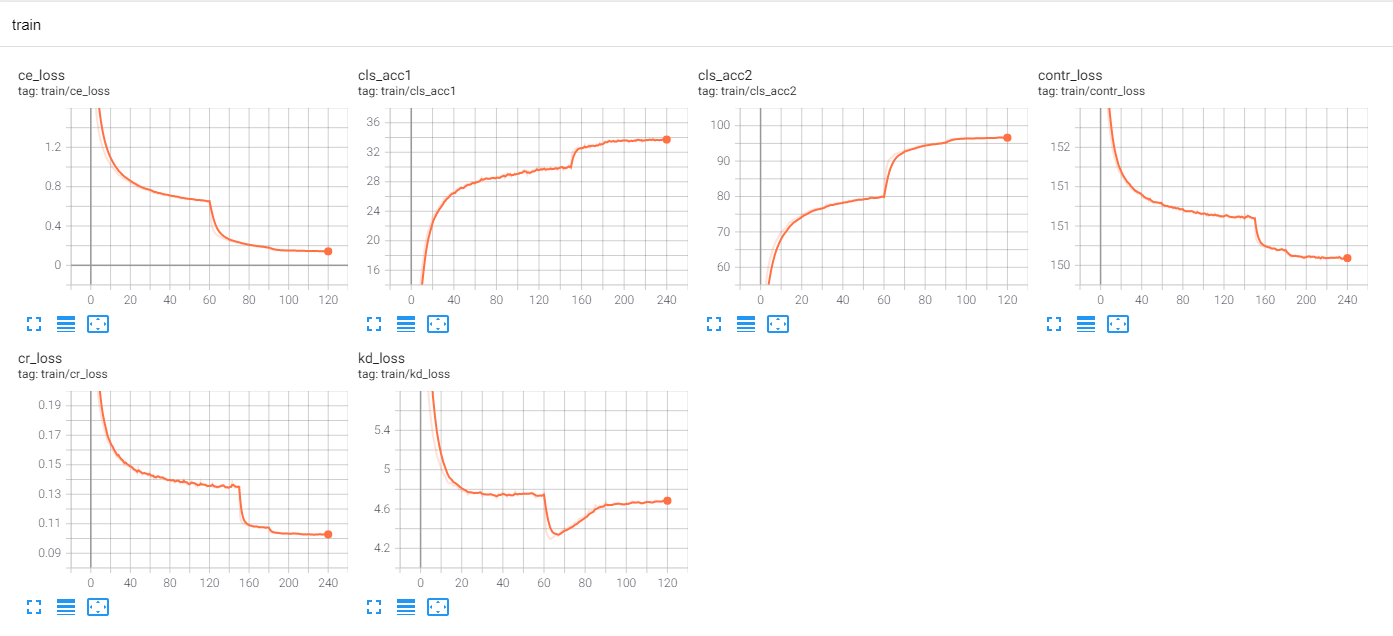 train
ce_loss
tag: train/ce_loss
1.2
0.8
0.4
0
0 20 40 60 80 100 120
cls_acc1
tag: train/cls_acc1
36
32
28
24
20
16
0 40 80 120 160 200 240
cls_acc2
tag: train/cls_acc2
100
90
80
70
60
0 20 40 60 80 100 120
contr_loss
tag: train/contr_loss
152
151
151
150
0 40 80 120 160 200 240
cr_loss
tag: train/cr_loss
0.19
0.17
0.15
0.13
0.11
0.09
0 40 80 120 160 200 240
kd_loss
tag: train/kd_loss
5.4
5
4.6
4.2
0 20 40 60 80 100 120